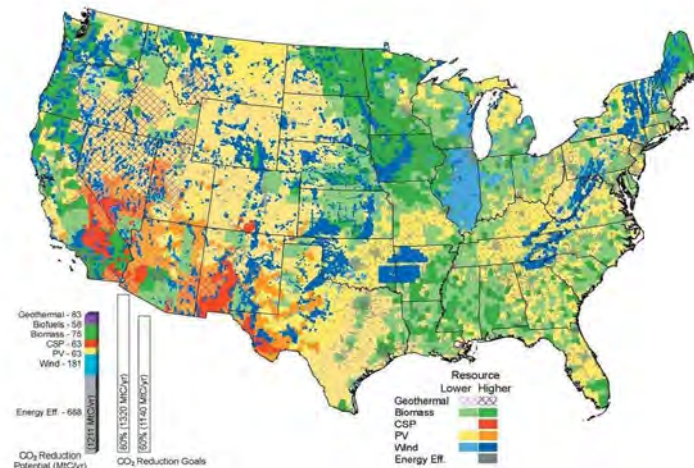 Geothermal - 83
Biofuels - 58
Biomass - 75
CSP - 63
PV - 63
Wind - 181
Energy Eff. - 688
(1211 MtC/yr)
80% (1320 MtC/yr)
60% (1140 MtC/yr)
CO₂ Reduction
Potential (MtC/yr)
CO₂ Reduction Goals
Resource
Lower Higher
Geothermal
Biomass
CSP
PV
Wind
Energy Eff.